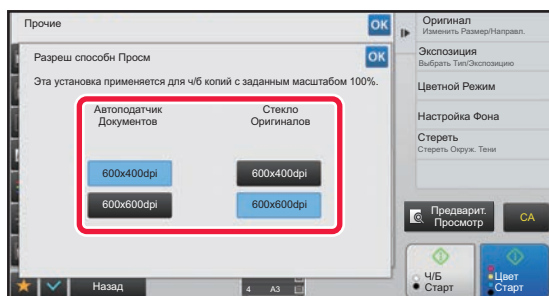 Прочие
OK
Разреш способн Просм
OK
Эта установка применяется для ч/б копий с заданным масштабом 100%.
Автоподатчик
Документов
Стекло
Оригиналов
600x400dpi
600x400dpi
600x600dpi
600x600dpi
Назад
4 A3
Оригинал
Изменить Размер/Направл.
Экспозиция
Выбрать Тип/Экспозицию
Цветной Режим
Настройка Фона
Стереть
Стереть Окруж. Тени
Предварит.
Просмотр
CA
Ч/Б
Старт
Цвет
Старт